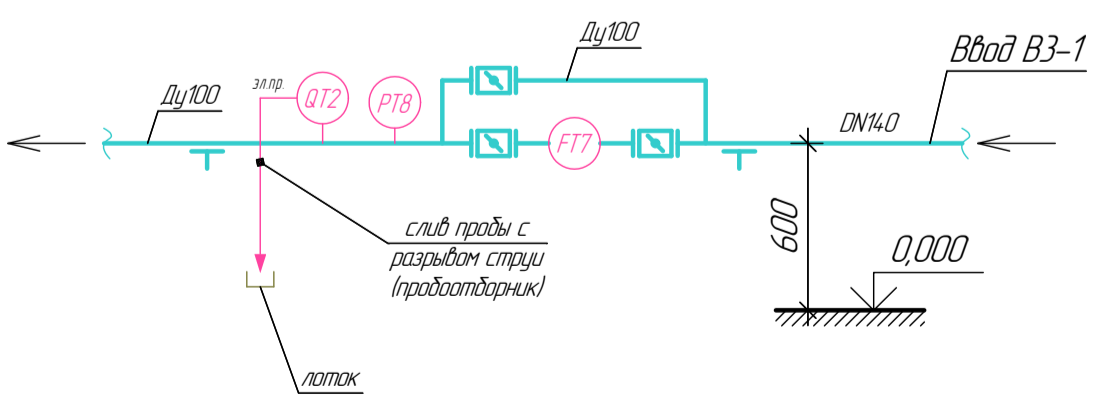 Ду100
Ввод В3-1
Ду100
эл.пр.
QT2
PT8
DN140
FT7
600
0,000
слив пробы с
разрывом струи
(пробоотборник)
лоток